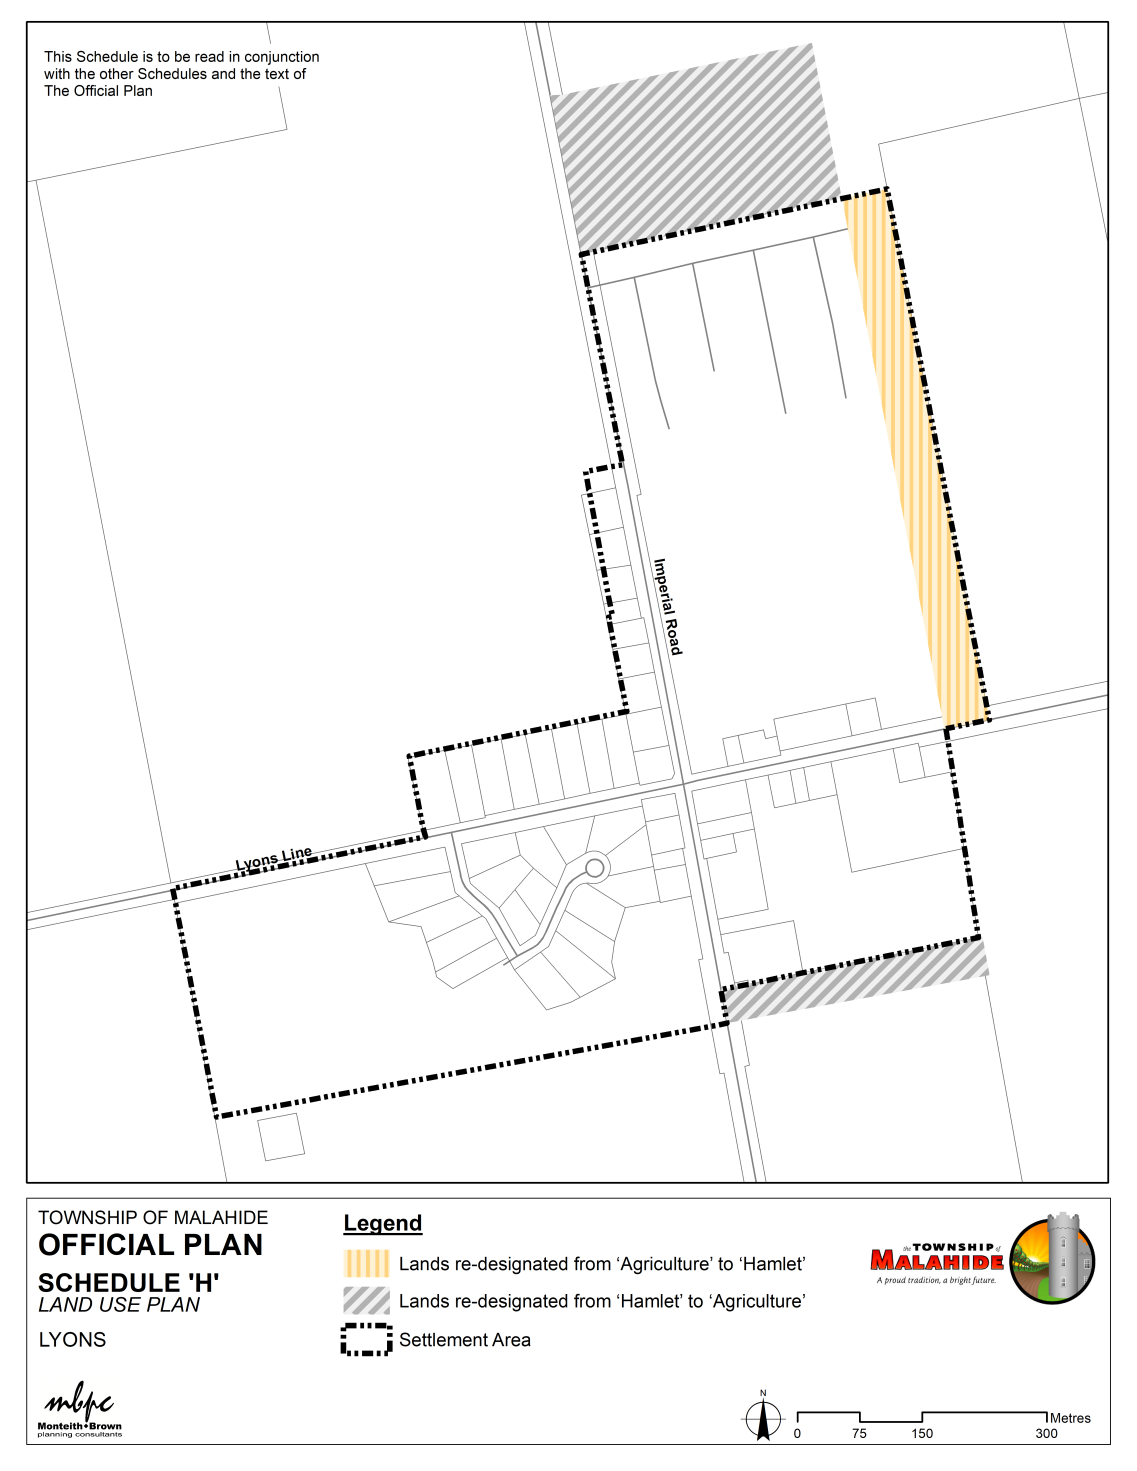 This Schedule is to be read in conjunction
with the other Schedules and the text of
The Official Plan
Imperial Road
Lyons Line
TOWNSHIP OF MALAHIDE
OFFICIAL PLAN
SCHEDULE 'H'
LAND USE PLAN
LYONS
mbpc
Monteith•Brown
planning consultants
Legend
Lands re-designated from ‘Agriculture’ to ‘Hamlet’
Lands re-designated from ‘Hamlet’ to ‘Agriculture’
Settlement Area
the TOWNSHIP of
MALAHIDE
A proud tradition, a bright future.
N
Metres
0 75 150 300